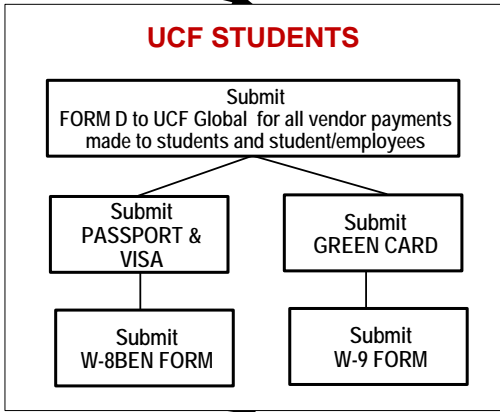 UCF STUDENTS
Submit
FORM D to UCF Global for all vendor payments
made to students and student/employees
Submit
PASSPORT &
VISA
Submit
GREEN CARD
Submit
W-8BEN FORM
Submit
W-9 FORM